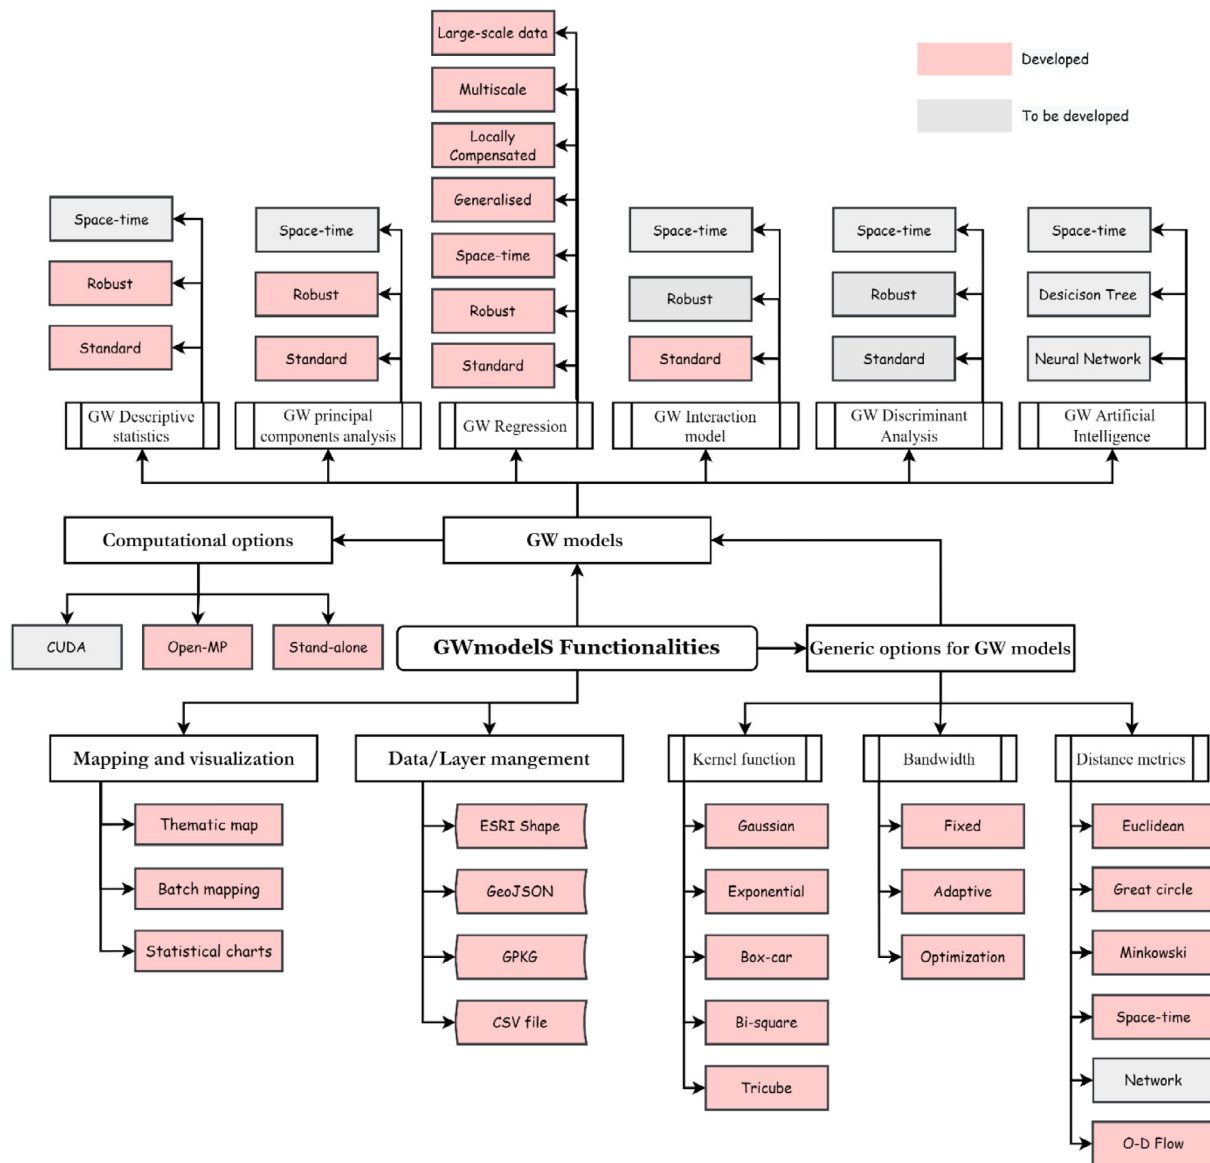 Large-scale data
Developed
Multiscale
To be developed
Locally
Compensated
Space-time
Space-time
Generalised
Space-time
Space-time
Space-time
Robust
Robust
Space-time
Robust
Robust
Desicison Tree
Standard
Standard
Robust
Standard
Standard
Standard
Neural Network
GW Descriptive
statistics
GW principal
components analysis
GW Regression
GW Interaction
model
GW Discriminant
Analysis
GW Artificial
Intelligence
Computational options
GW models
CUDA
Open-MP
Stand-alone
GWmodelS Functionalities
Generic options for GW models
Mapping and visualization
Data/Layer mangement
Kernel function
Bandwidth
Distance metrics
Thematic map
ESRI Shape
Gaussian
Fixed
Euclidean
Batch mapping
GeoJSON
Exponential
Adaptive
Great circle
Statistical charts
GPKG
Box-car
Optimization
Minkowski
CSV file
Bi-square
Space-time
Tricube
Network
O-D Flow